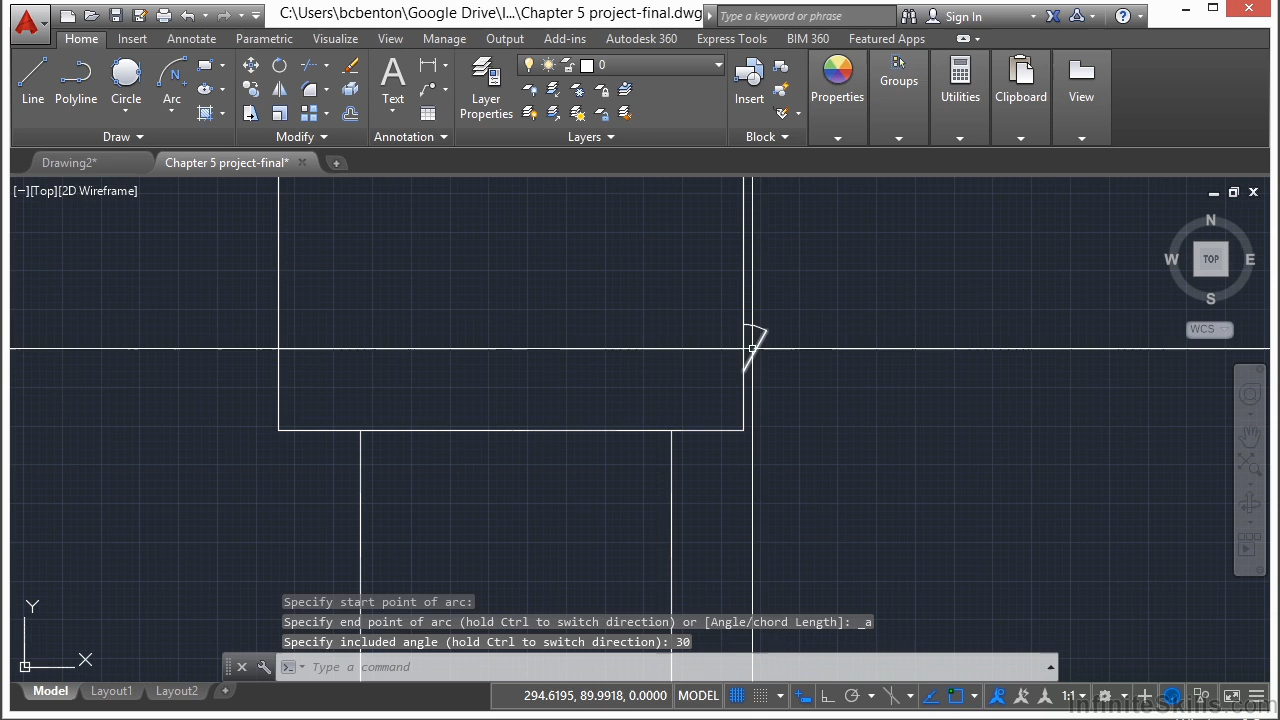 C:\Users\bcbenton\Google Drive\I...\Chapter 5 project-final.dwg
Type a keyword or phrase
Sign In
Home Insert Annotate Parametric Visualize View Manage Output Add-ins Autodesk 360 Express Tools BIM 360 Featured Apps
Line Polyline Circle Arc Text Layer Properties 0 Insert Properties Groups Utilities Clipboard View
Draw Modify Annotation Layers Block
Drawing2* Chapter 5 project-final*
[−][Top][2D Wireframe]
N
W TOP E
S
WCS
Specify start point of arc:
Specify end point of arc (hold Ctrl to switch direction) or [Angle/chord Length]: _a
Specify included angle (hold Ctrl to switch direction): 30
Y
X
Type a command
Model Layout1 Layout2 294.6195, 89.9918, 0.0000 MODEL 1:1
InfiniteSkills.com